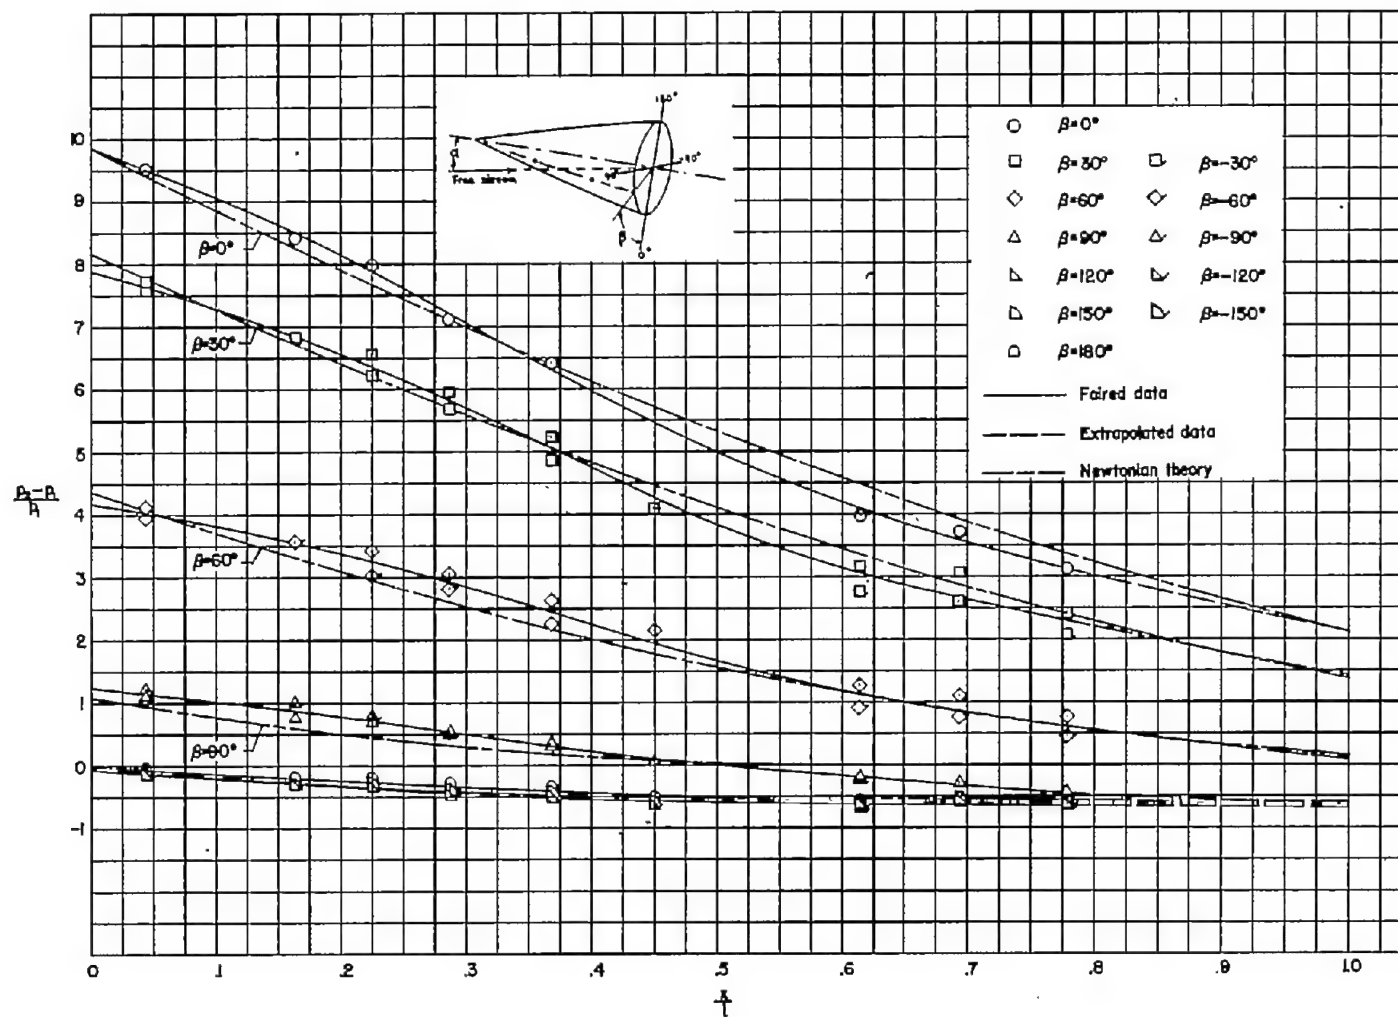 10
9
8
7
6
5
4
3
2
1
0
-1
180°
90°
α
Free stream
β
0°
β=0°
β=30°
β=60°
β=90°
β=0°
β=30° β=-30°
β=60° β=-60°
β=90° β=-90°
β=120° β=-120°
β=150° β=-150°
β=180°
Faired data
Extrapolated data
Newtonian theory
0 .1 .2 .3 .4 .5 .6 .7 .8 .9 1.0
x
l